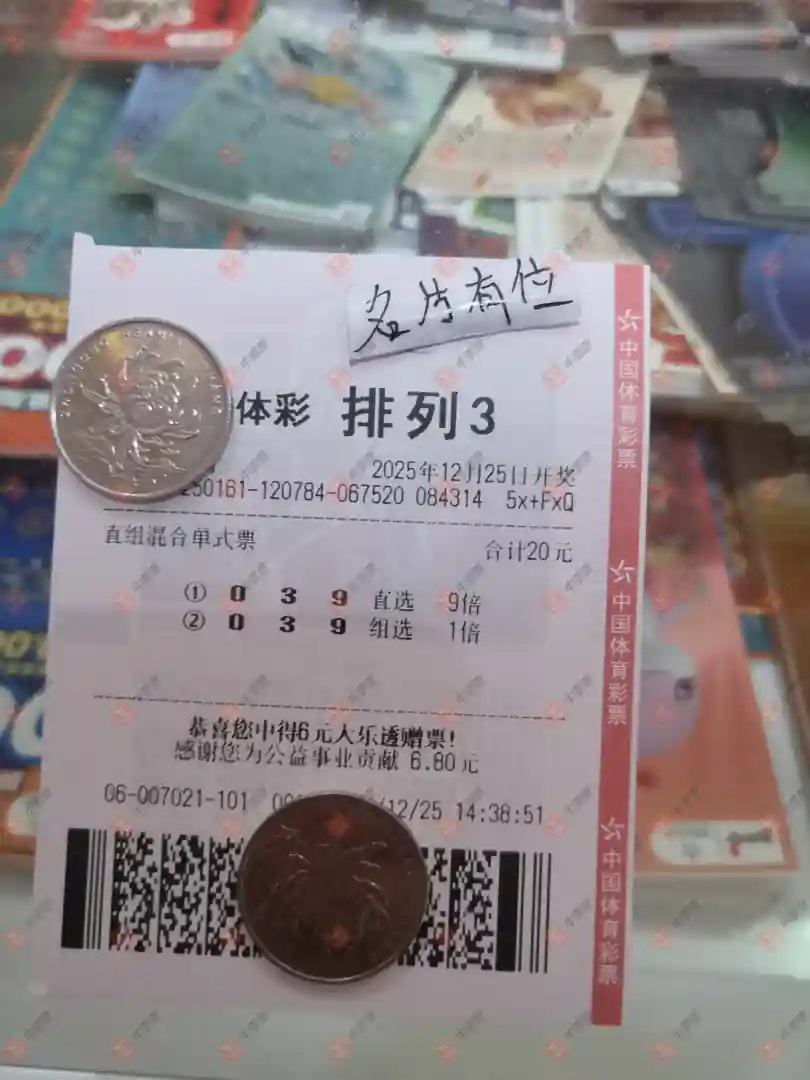 名片有位
体彩 排列3
2025年12月25日开奖
250161-120784-067520 084314 5x+FxQ
直组混合单式票 合计20元
① 0 3 9 直选 9倍
② 0 3 9 组选 1倍
恭喜您中得6元大乐透赠票!
感谢您为公益事业贡献 6.80元
06-007021-101 /12/25 14:38:51
中国体育彩票
中国体育彩票
中国体育彩票